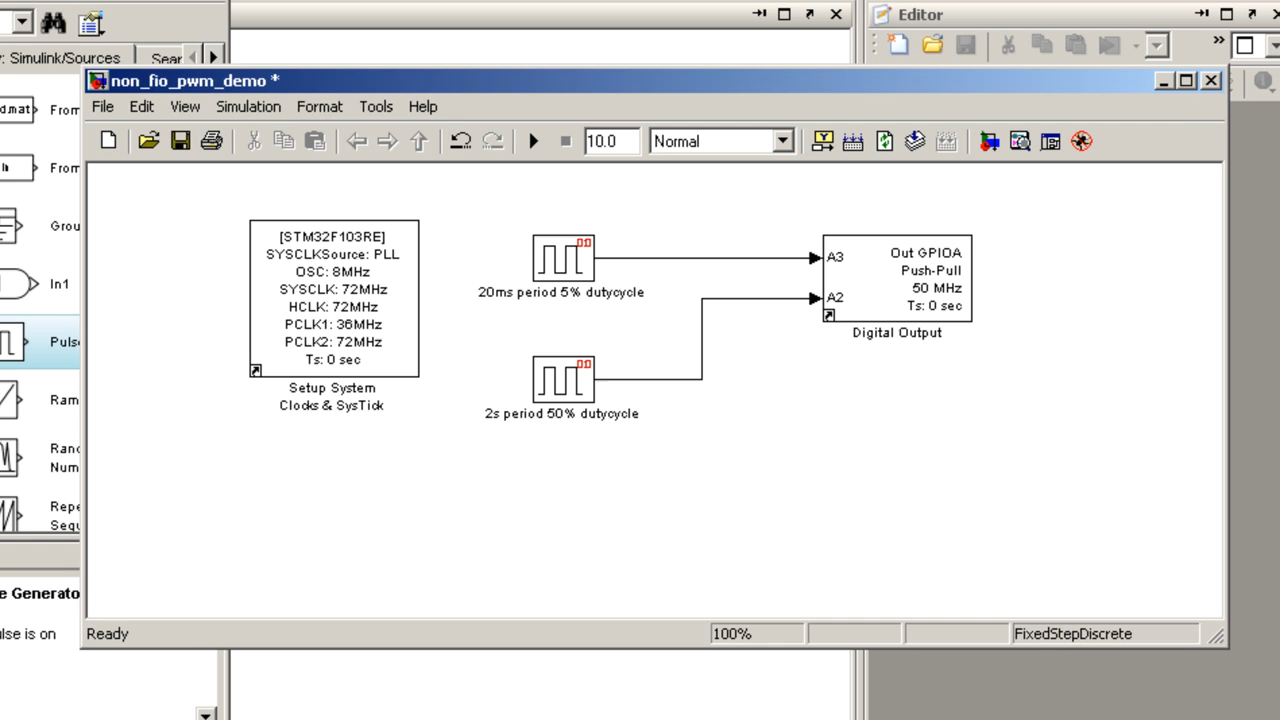 Editor
y: Simulink/Sources
Sear
non_fio_pwm_demo *
File Edit View Simulation Format Tools Help
10.0
Normal
d.mat
From
From
Grou
In1
Pulse
Ram
Rand
Num
Repe
Sequ
[STM32F103RE]
SYSCLKSource: PLL
OSC: 8MHz
SYSCLK: 72MHz
HCLK: 72MHz
PCLK1: 36MHz
PCLK2: 72MHz
Ts: 0 sec
Setup System
Clocks & SysTick
20ms period 5% dutycycle
2s period 50% dutycycle
A3
A2
Out GPIOA
Push-Pull
50 MHz
Ts: 0 sec
Digital Output
e Generato
ulse is on
Ready
100%
FixedStepDiscrete